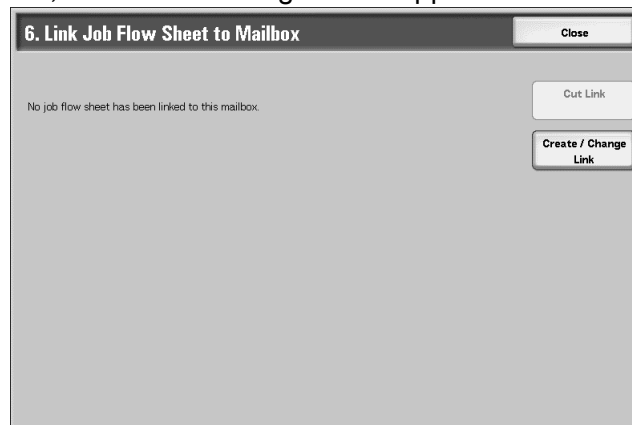 6. Link Job Flow Sheet to Mailbox
Close
No job flow sheet has been linked to this mailbox.
Cut Link
Create / Change
Link